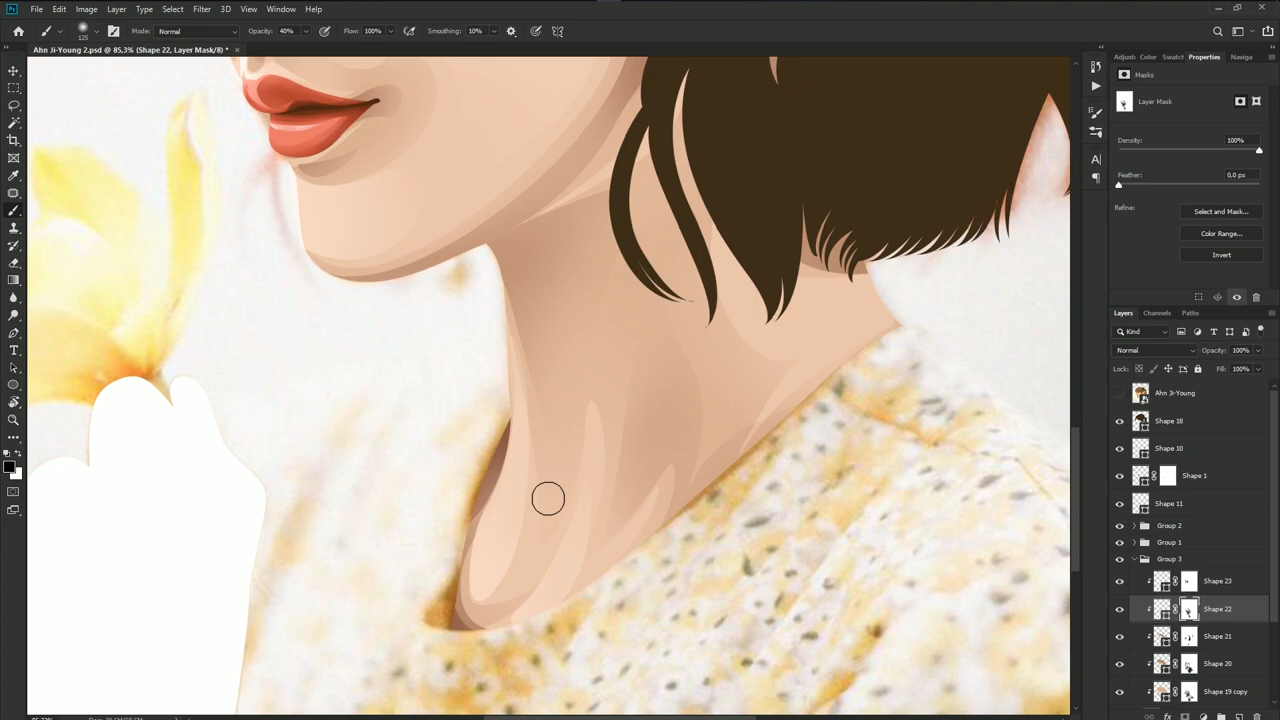 Ps File Edit Image Layer Type Select Filter 3D View Window Help
125 Mode: Normal Opacity: 40% Flow: 100% Smoothing: 10%
Ahn Ji-Young 2.psd @ 85,3% (Shape 22, Layer Mask/8) * ×
Adjust Color Swatch Properties Naviga
Masks
Layer Mask
Density: 100%
Feather: 0,0 px
Refine: Select and Mask...
Color Range...
Invert
Layers Channels Paths
Kind
Normal Opacity: 100%
Lock: Fill: 100%
Ahn Ji-Young
Shape 18
Shape 10
Shape 1
Shape 11
Group 2
Group 1
Group 3
Shape 23
Shape 22
Shape 21
Shape 20
Shape 19 copy
fx